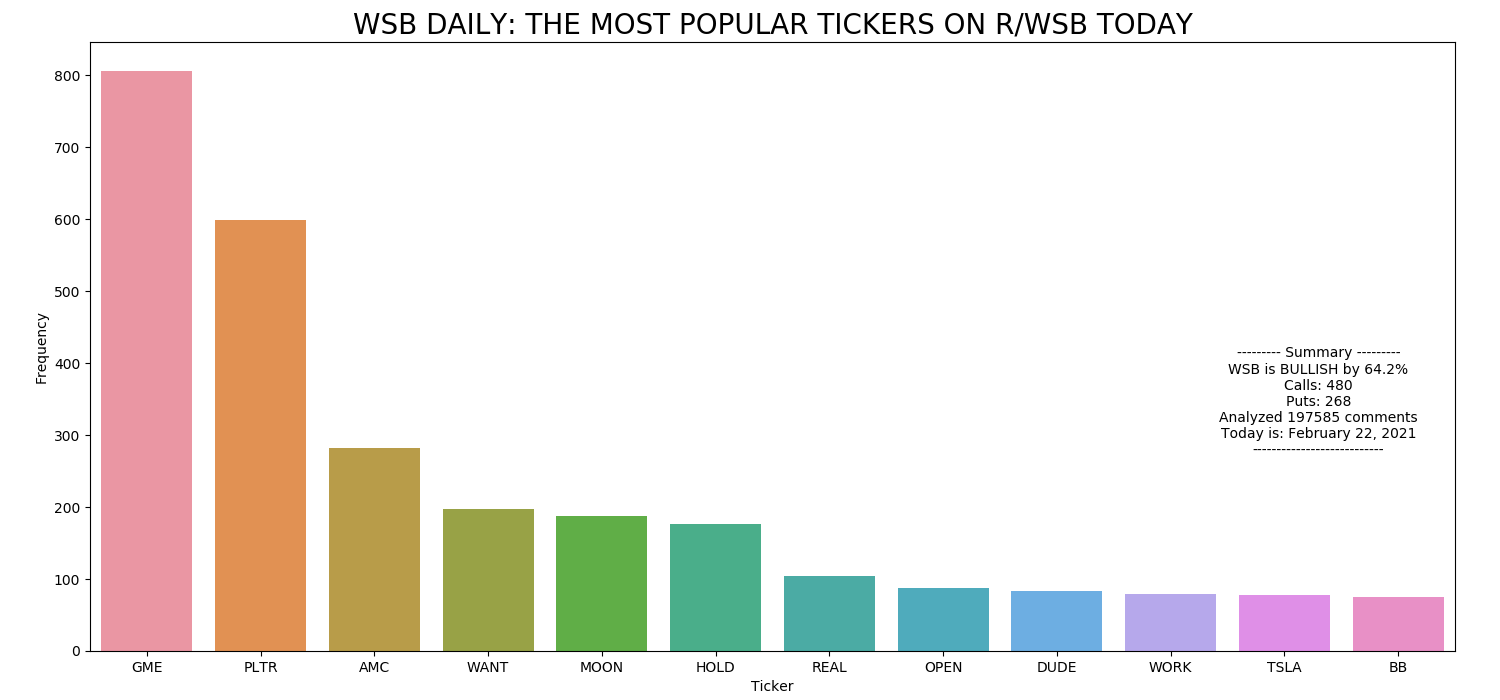 WSB DAILY: THE MOST POPULAR TICKERS ON R/WSB TODAY
800
700
600
500
400
300
200
100
0
Frequency
--------- Summary ---------
WSB is BULLISH by 64.2%
Calls: 480
Puts: 268
Analyzed 197585 comments
Today is: February 22, 2021
---------------------------
GME PLTR AMC WANT MOON HOLD REAL OPEN DUDE WORK TSLA BB
Ticker